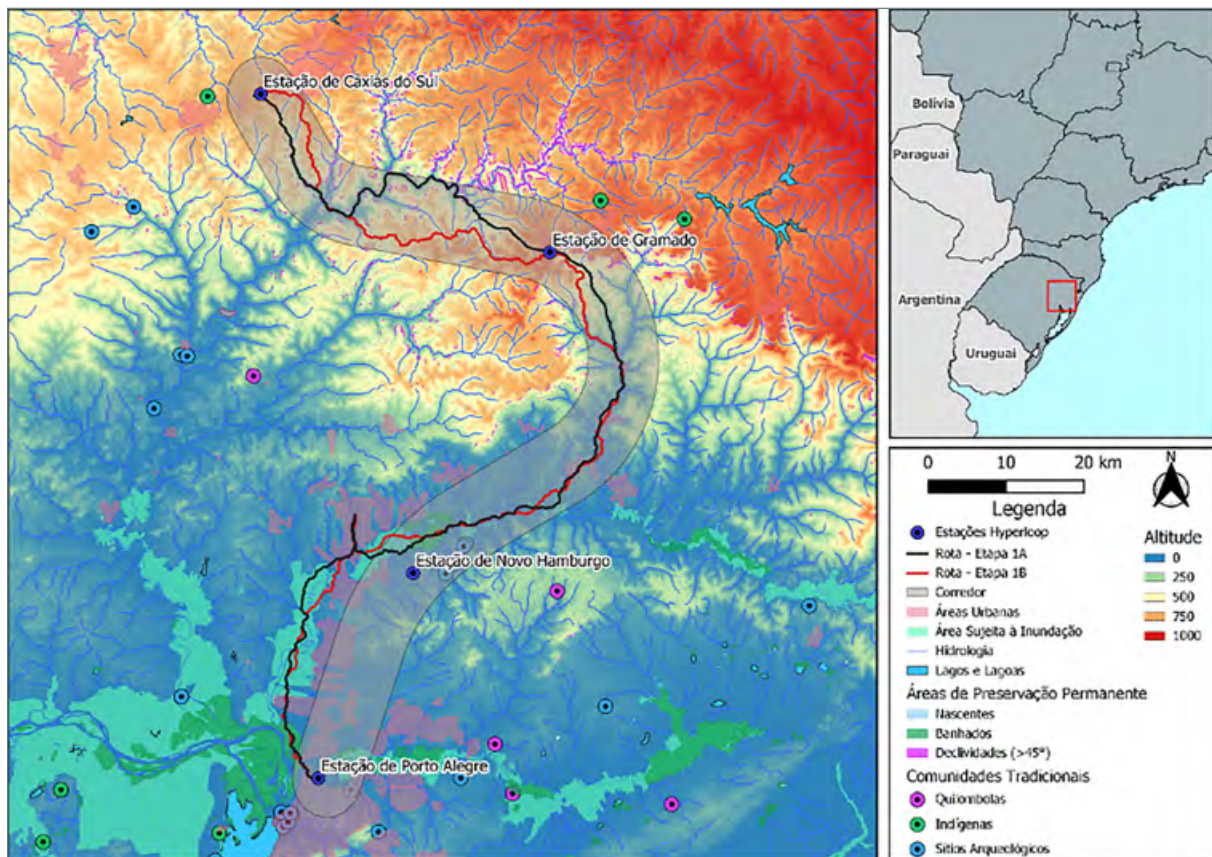 Estação de Caxias do Sul
Estação de Gramado
Estação de Novo Hamburgo
Estação de Porto Alegre
Bolívia
Paraguai
Argentina
Uruguai
0 10 20 km
N
Legenda
Estações Hyperloop
Rota - Etapa 1A
Rota - Etapa 1B
Corredor
Áreas Urbanas
Área Sujeita à Inundação
Hidrologia
Lagos e Lagoas
Altitude
0
250
500
750
1000
Áreas de Preservação Permanente
Nascentes
Banhados
Declividades (>45°)
Comunidades Tradicionais
Quilombolas
Indígenas
Sítios Arqueológicos